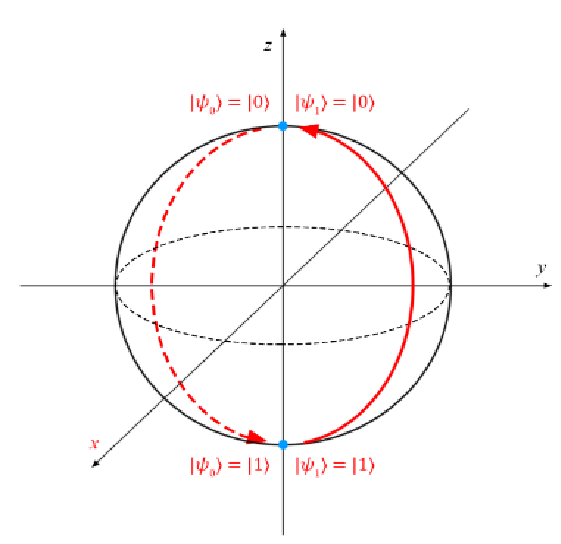 z
|ψ₀⟩ = |0⟩ |ψ₁⟩ = |0⟩
y
x
|ψ₀⟩ = |1⟩ |ψ₁⟩ = |1⟩